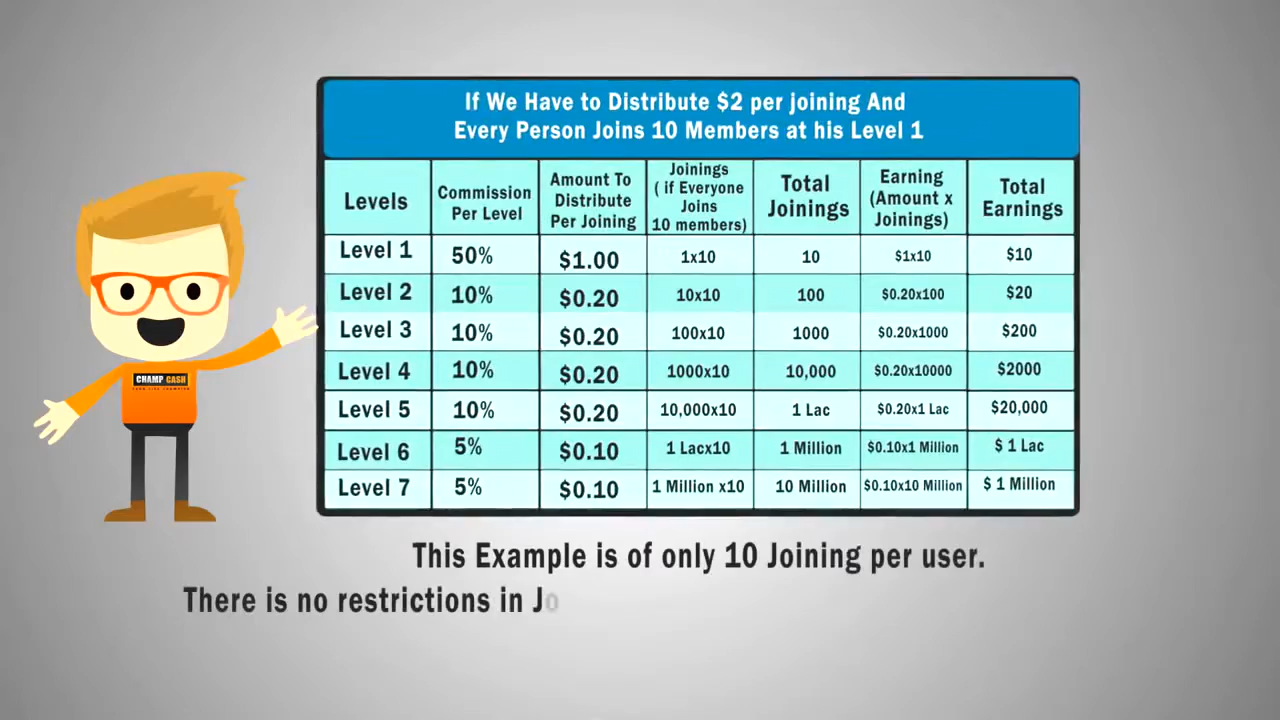 If We Have to Distribute $2 per joining And
Every Person Joins 10 Members at his Level 1
Levels
Commission
Per Level
Amount To
Distribute
Per Joining
Joinings
( if Everyone
Joins
10 members)
Total
Joinings
Earning
(Amount x
Joinings)
Total
Earnings
Level 1 50% $1.00 1x10 10 $1x10 $10
Level 2 10% $0.20 10x10 100 $0.20x100 $20
Level 3 10% $0.20 100x10 1000 $0.20x1000 $200
Level 4 10% $0.20 1000x10 10,000 $0.20x10000 $2000
Level 5 10% $0.20 10,000x10 1 Lac $0.20x1 Lac $20,000
Level 6 5% $0.10 1 Lacx10 1 Million $0.10x1 Million $ 1 Lac
Level 7 5% $0.10 1 Million x10 10 Million $0.10x10 Million $ 1 Million
CHAMP CASH
This Example is of only 10 Joining per user.
There is no restrictions in Jo